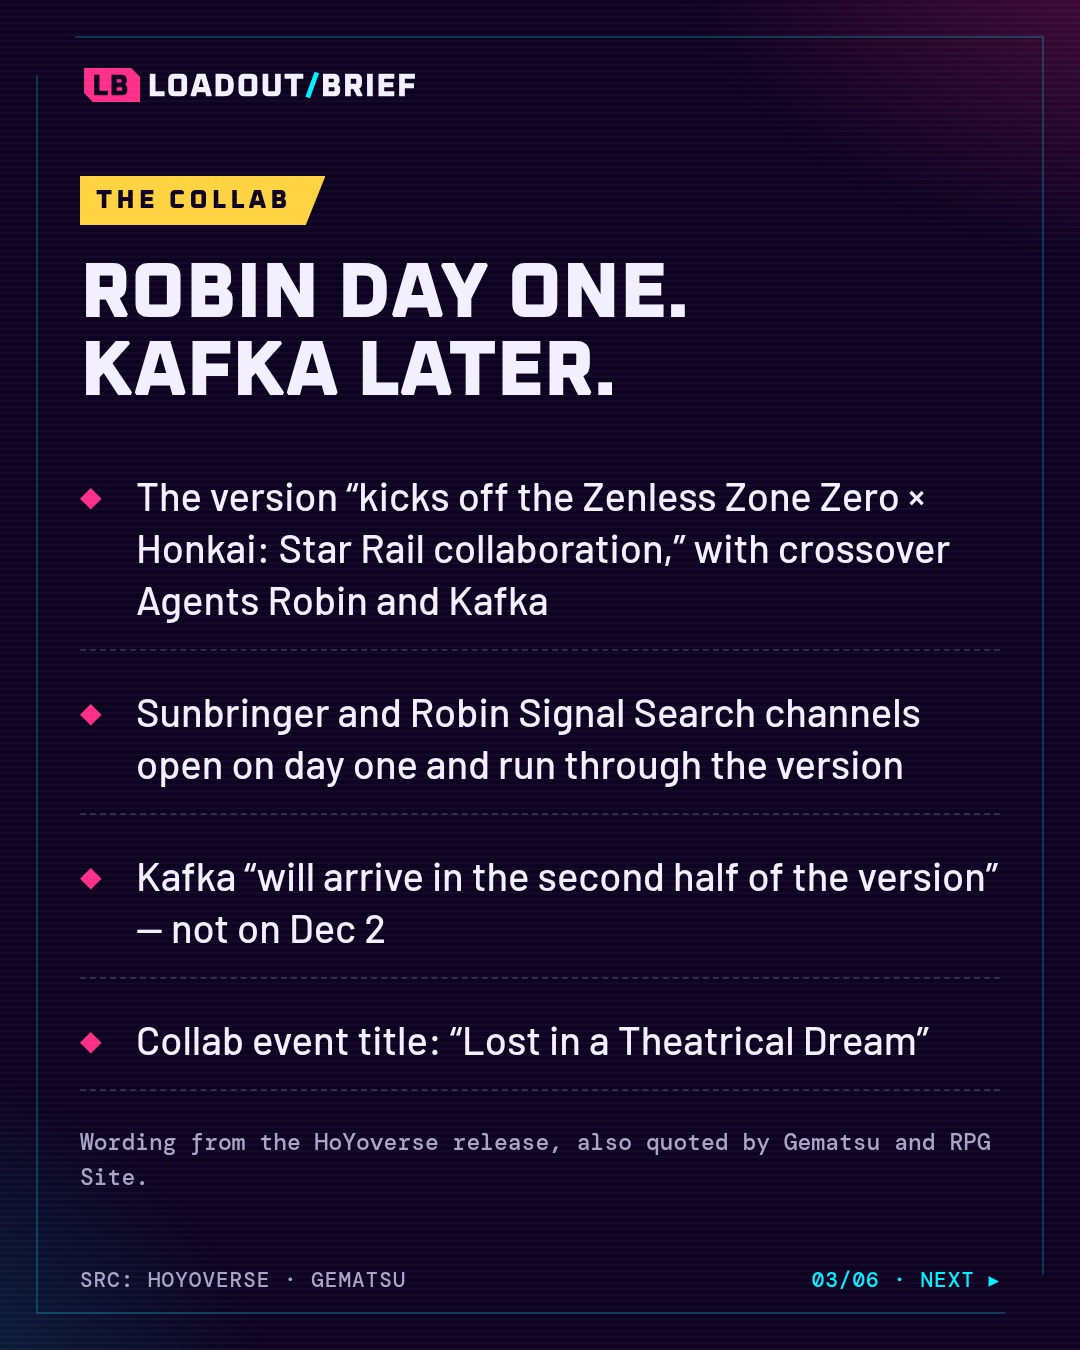 LB LOADOUT/BRIEF
THE COLLAB
ROBIN DAY ONE.
KAFKA LATER.
◆ The version “kicks off the Zenless Zone Zero ×
Honkai: Star Rail collaboration,” with crossover
Agents Robin and Kafka
◆ Sunbringer and Robin Signal Search channels
open on day one and run through the version
◆ Kafka “will arrive in the second half of the version”
— not on Dec 2
◆ Collab event title: “Lost in a Theatrical Dream”
Wording from the HoYoverse release, also quoted by Gematsu and RPG
Site.
SRC: HOYOVERSE · GEMATSU
03/06 · NEXT ▶